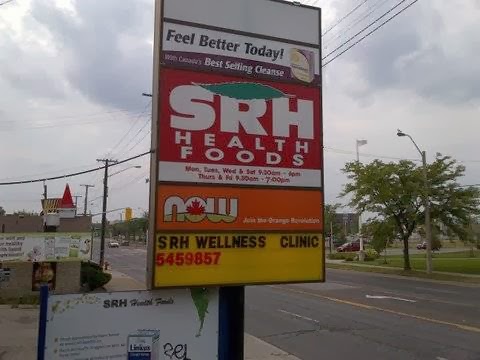 Feel Better Today!
With Canada's Best Selling Cleanse
SRH
HEALTH
FOODS
Mon, Tues, Wed & Sat 9:30am - 6pm
Thurs & Fri 9:30am - 7:00pm
NOW
Join the Orange Revolution
SRH WELLNESS CLINIC
5459857
SRH HEALTH FOODS